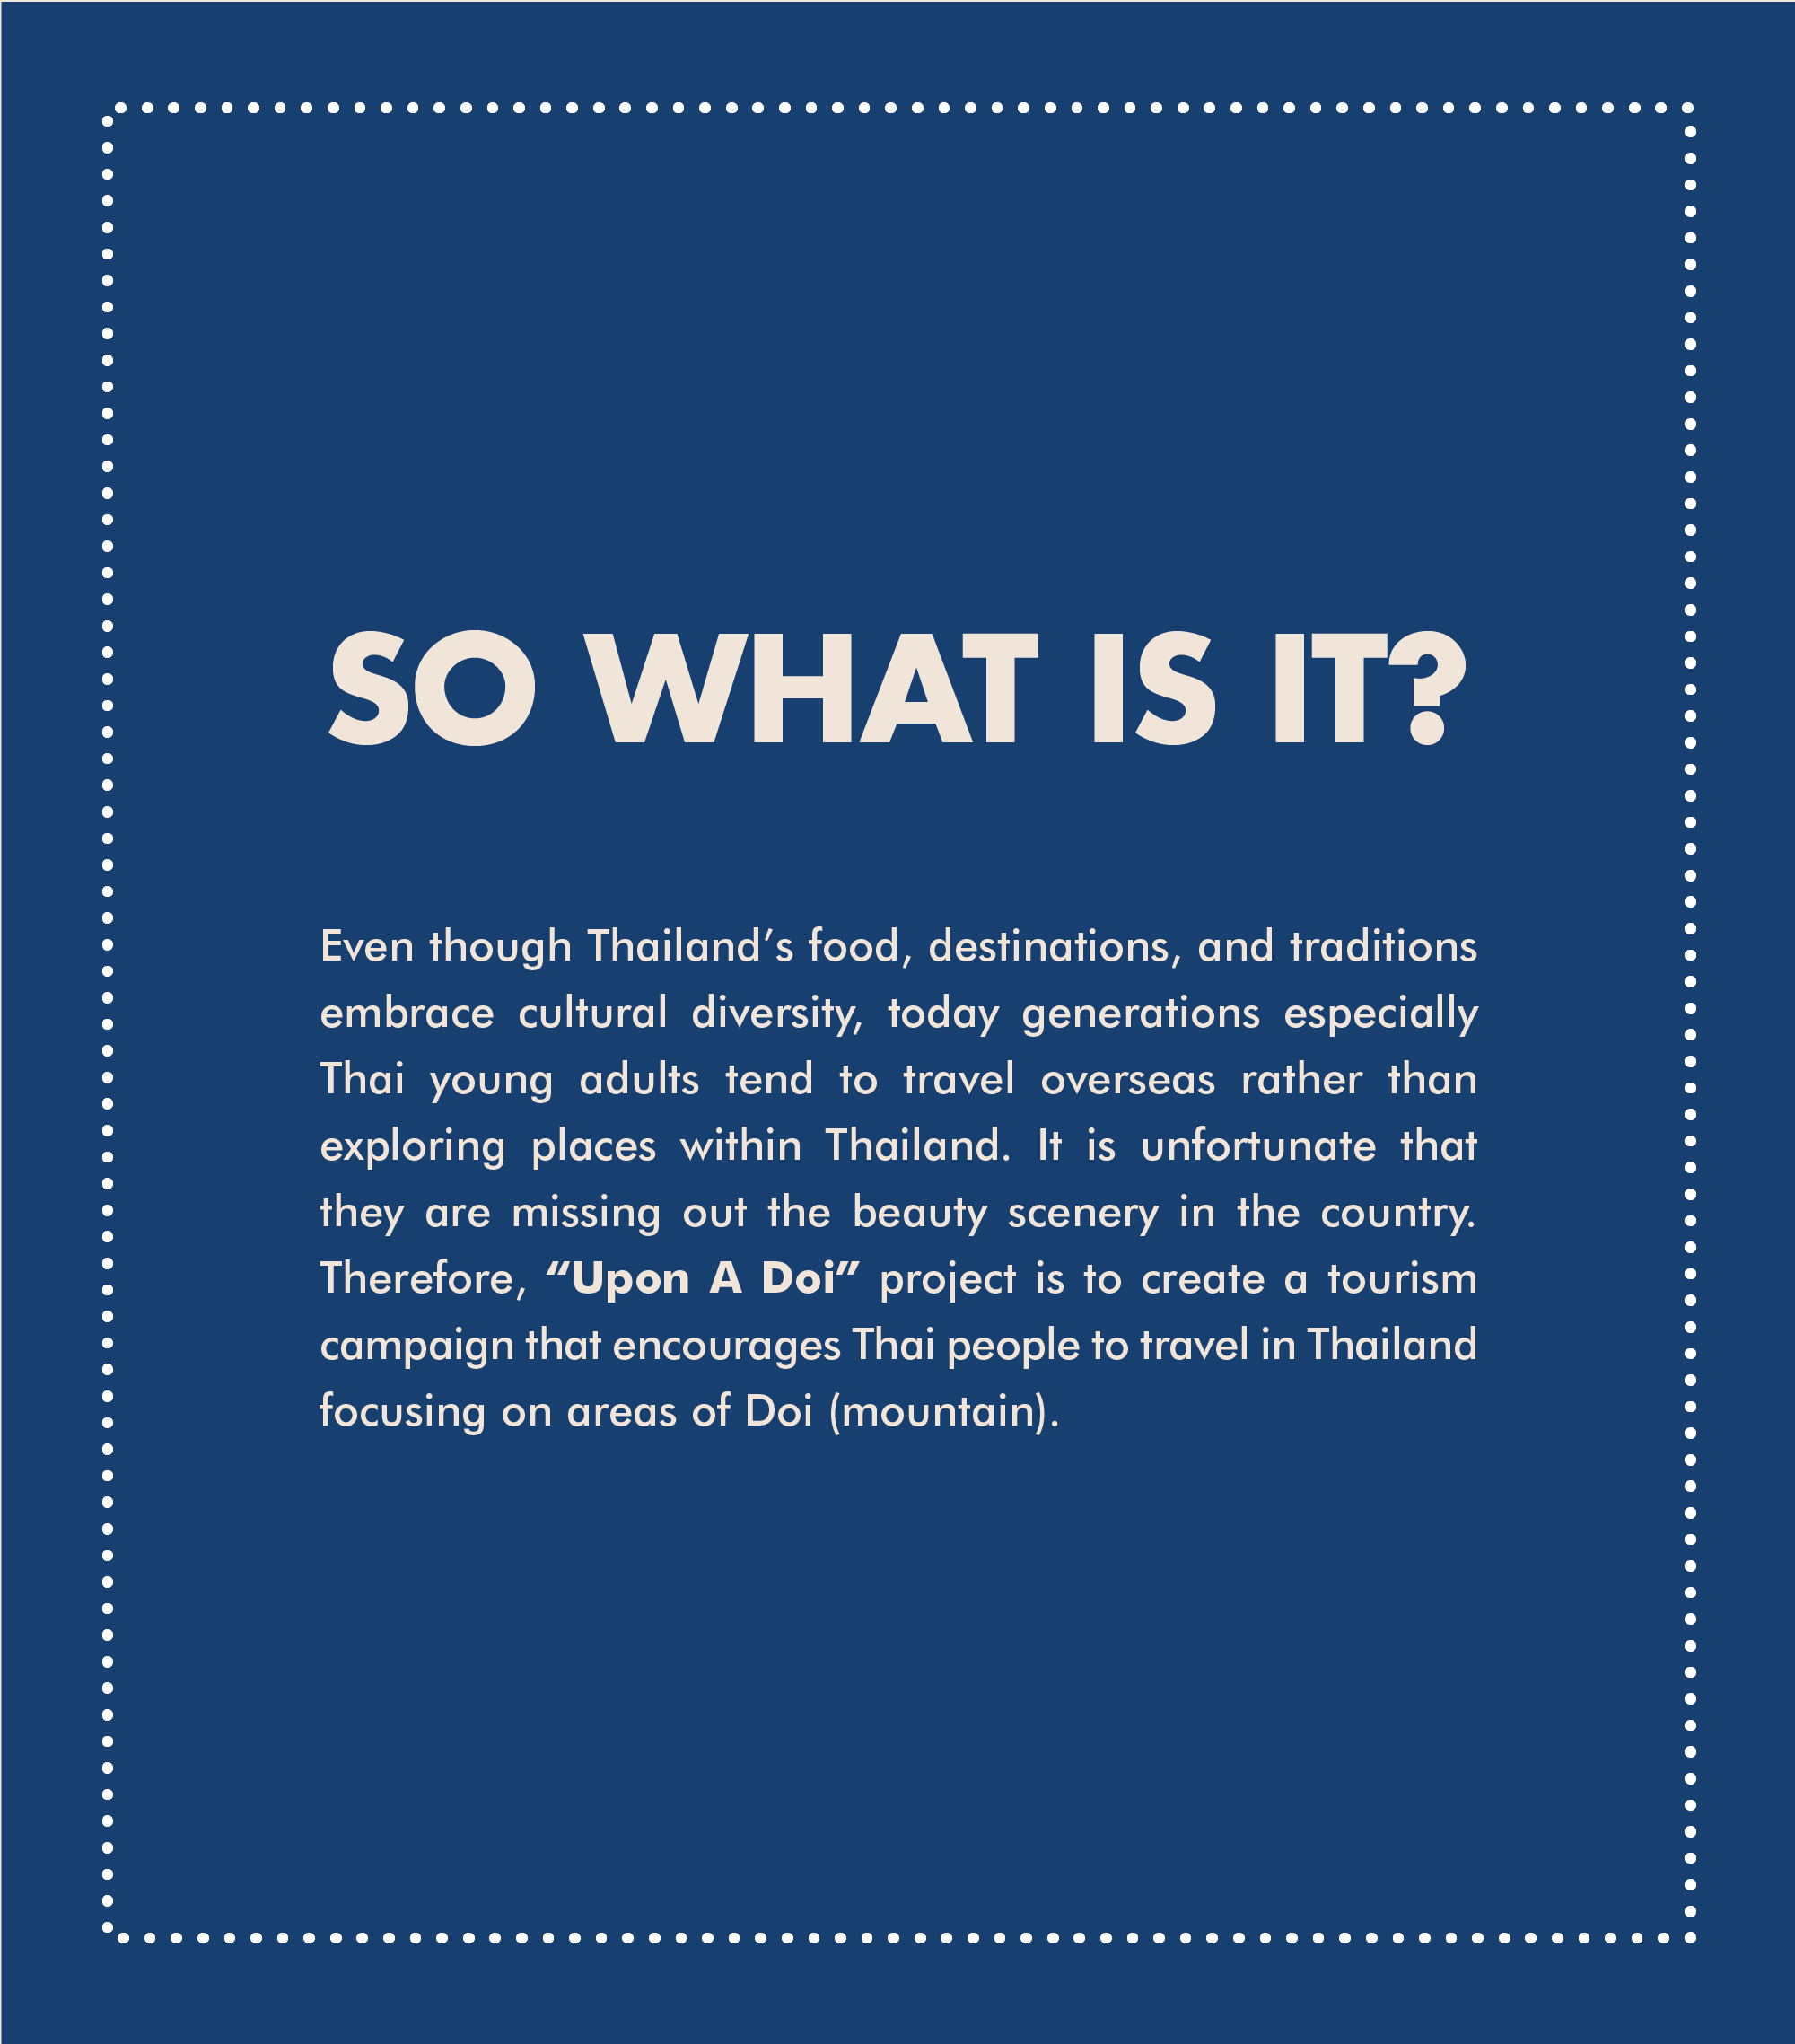 SO WHAT IS IT?
Even though Thailand’s food, destinations, and traditions
embrace cultural diversity, today generations especially
Thai young adults tend to travel overseas rather than
exploring places within Thailand. It is unfortunate that
they are missing out the beauty scenery in the country.
Therefore, “Upon A Doi” project is to create a tourism
campaign that encourages Thai people to travel in Thailand
focusing on areas of Doi (mountain).